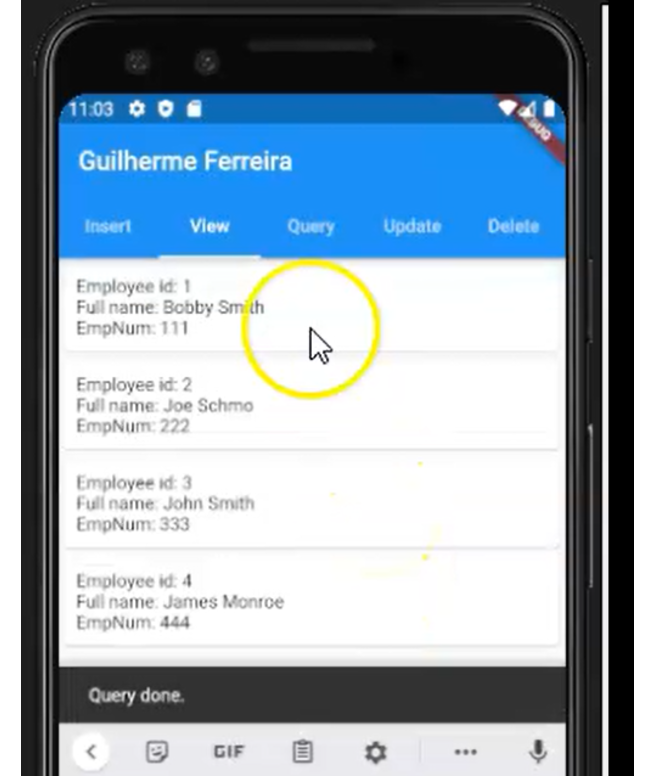 11:03
DEBUG
Guilherme Ferreira
Insert View Query Update Delete
Employee id: 1
Full name: Bobby Smith
EmpNum: 111
Employee id: 2
Full name: Joe Schmo
EmpNum: 222
Employee id: 3
Full name: John Smith
EmpNum: 333
Employee id: 4
Full name: James Monroe
EmpNum: 444
Query done.
GIF